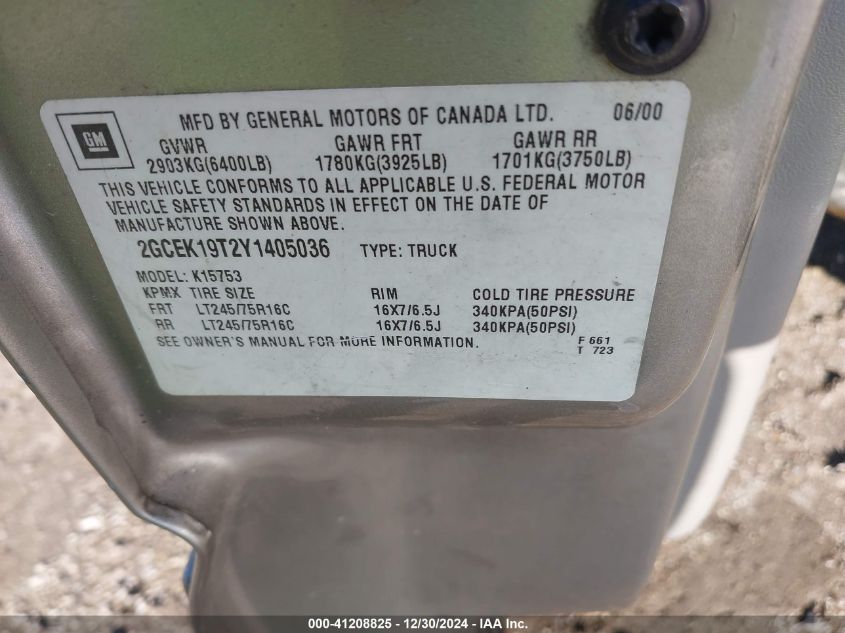 MFD BY GENERAL MOTORS OF CANADA LTD. 06/00
GM
GVWR GAWR FRT GAWR RR
2903KG(6400LB) 1780KG(3925LB) 1701KG(3750LB)
THIS VEHICLE CONFORMS TO ALL APPLICABLE U.S. FEDERAL MOTOR
VEHICLE SAFETY STANDARDS IN EFFECT ON THE DATE OF
MANUFACTURE SHOWN ABOVE.
2GCEK19T2Y1405036 TYPE: TRUCK
MODEL: K15753
KPMX TIRE SIZE RIM COLD TIRE PRESSURE
FRT LT245/75R16C 16X7/6.5J 340KPA(50PSI)
RR LT245/75R16C 16X7/6.5J 340KPA(50PSI)
SEE OWNER'S MANUAL FOR MORE INFORMATION. F 661
T 723
000-41208825 - 12/30/2024 - IAA Inc.